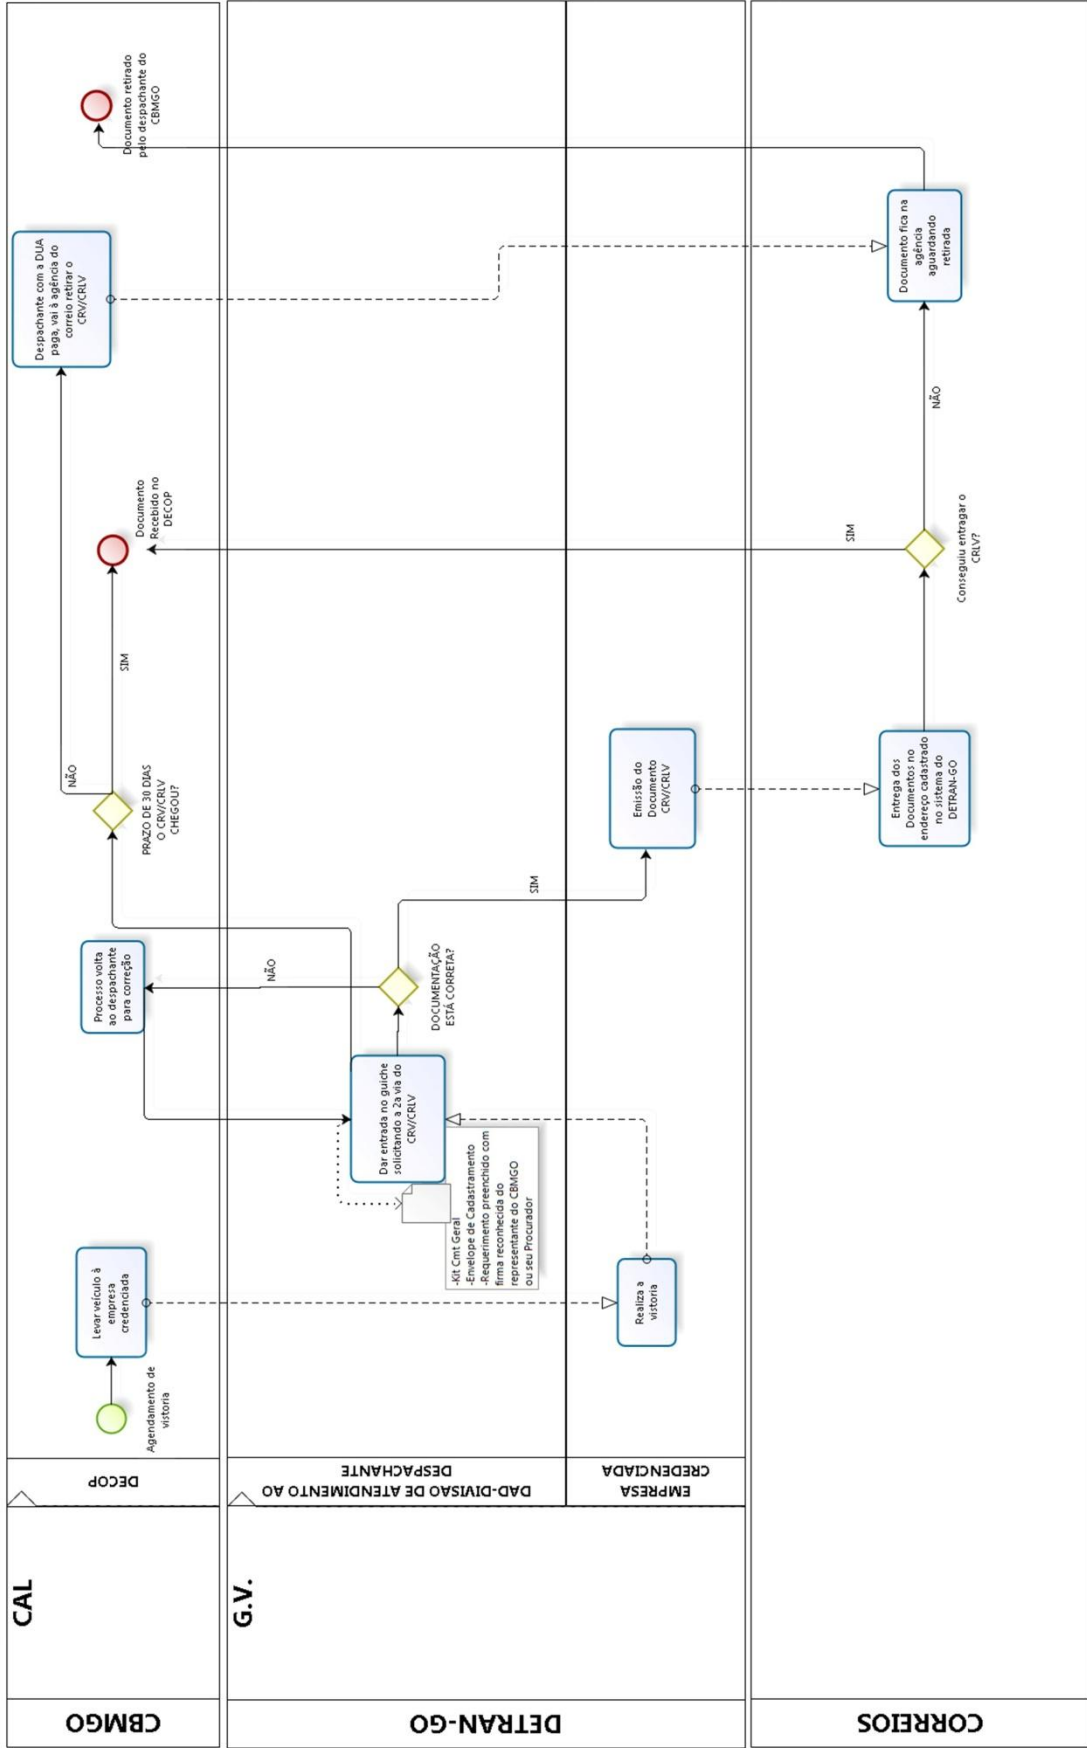 CBMGO
CAL
DECOP
Agendamento de
vistoria
Levar veículo à
empresa
credenciada
Processo volta
ao despachante
para correção
PRAZO DE 30 DIAS
O CRV/CRLV
CHEGOU?
NÃO
SIM
Documento
Recebido no
DECOP
Despachante com a DUA
paga, vai à agência do
correio retirar o
CRV/CRLV
Documento retirado
pelo despachante do
CBMGO
DETRAN-GO
G.V.
DAD-DIVISAO DE ATENDIMENTO AO
DESPACHANTE
Dar entrada no guiche
solicitando a 2a via do
CRV/CRLV
-Kit Cmt Geral
-Envelope de Cadastramento
-Requerimento preenchido com
firma reconhecida do
representante do CBMGO
ou seu Procurador
NÃO
DOCUMENTAÇÃO
ESTÁ CORRETA?
SIM
EMPRESA
CREDENCIADA
Realiza a
vistoria
Emissão do
Documento
CRV/CRLV
CORREIOS
Entrega dos
Documentos no
endereço cadastrado
no sistema do
DETRAN-GO
SIM
Conseguiu entragar o
CRLV?
NÃO
Documento fica na
agência
aguardando
retirada